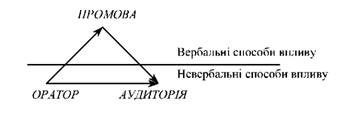 ПРОМОВА
Вербальні способи впливу
Невербальні способи впливу
ОРАТОР АУДИТОРІЯ